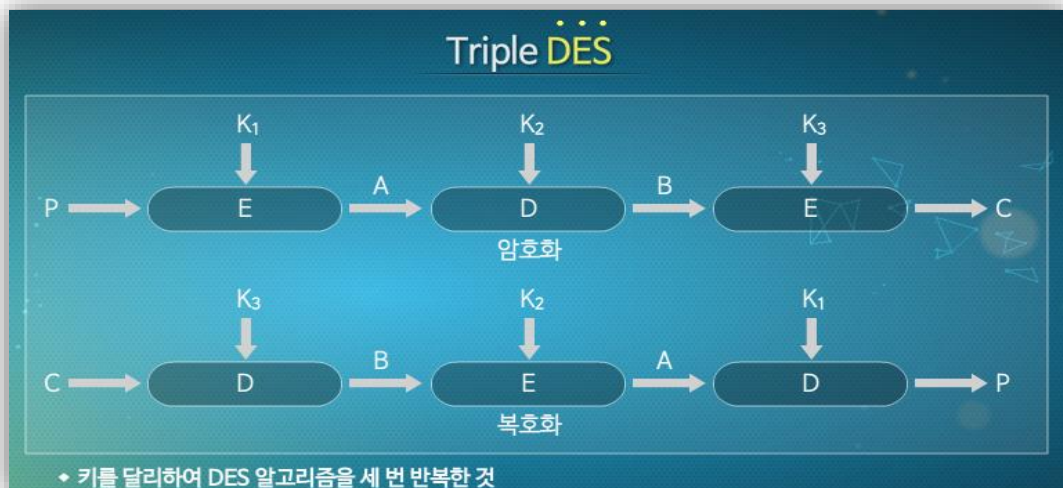 Triple DES
K₁ K₂ K₃
P E A D B E C
암호화
K₃ K₂ K₁
C D B E A D P
복호화
◆ 키를 달리하여 DES 알고리즘을 세 번 반복한 것